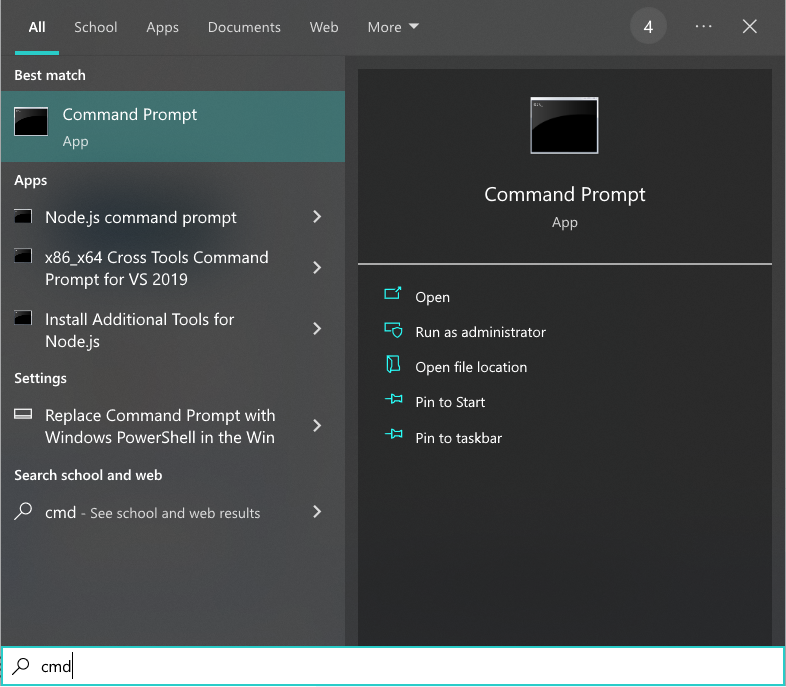 All School Apps Documents Web More 4 ...
Best match
Command Prompt
App
Apps
Node.js command prompt
x86_x64 Cross Tools Command
Prompt for VS 2019
Install Additional Tools for
Node.js
Settings
Replace Command Prompt with
Windows PowerShell in the Win
Search school and web
cmd - See school and web results
Command Prompt
App
Open
Run as administrator
Open file location
Pin to Start
Pin to taskbar
cmd